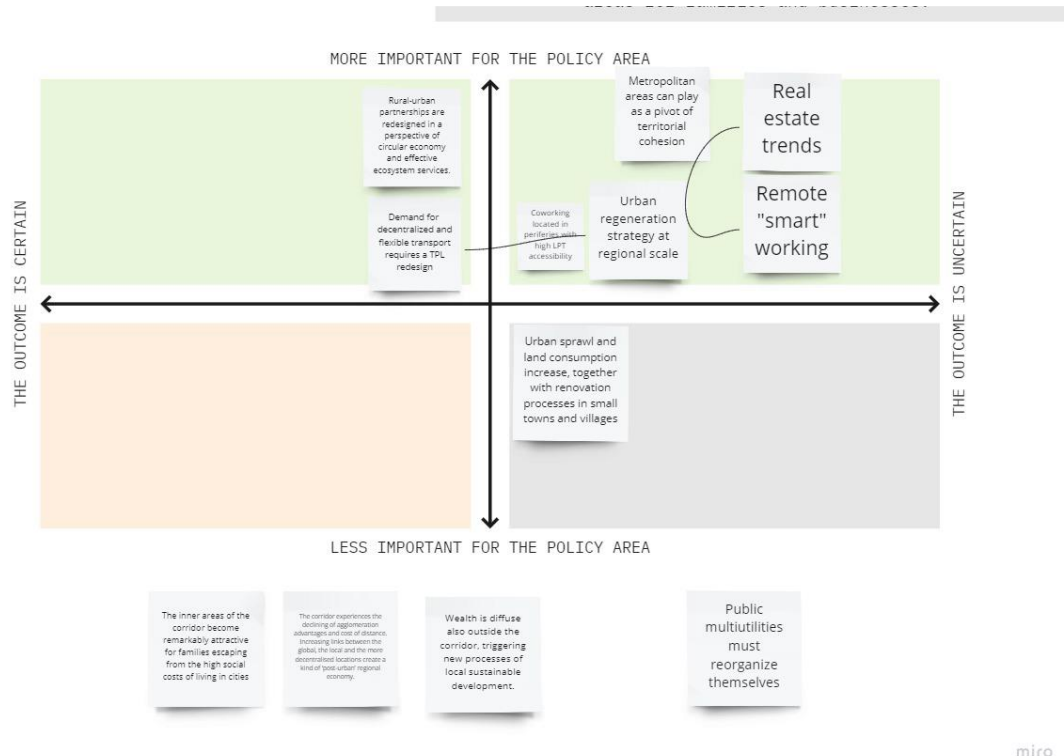 MORE IMPORTANT FOR THE POLICY AREA
Rural-urban
partnerships are
redesigned in a
perspective of
circular economy
and effective
ecosystem services.
Metropolitan
areas can play
as a pivot of
territorial
cohesion
Real
estate
trends
Demand for
decentralized and
flexible transport
requires a TPL
redesign
Coworking
located in
periferies with
high LPT
accessibility
Urban
regeneration
strategy at
regional scale
Remote
"smart"
working
THE OUTCOME IS CERTAIN
THE OUTCOME IS UNCERTAIN
Urban sprawl and
land consumption
increase, together
with renovation
processes in small
towns and villages
LESS IMPORTANT FOR THE POLICY AREA
The inner areas of the
corridor become
remarkably attractive
for families escaping
from the high social
costs of living in cities
The corridor experiences the
declining of agglomeration
advantages and cost of distance.
Increasing links between the
global, the local and the more
decentralised locations create a
kind of 'post-urban' regional
economy.
Wealth is diffuse
also outside the
corridor, triggering
new processes of
local sustainable
development.
Public
multiutilities
must
reorganize
themselves
miro